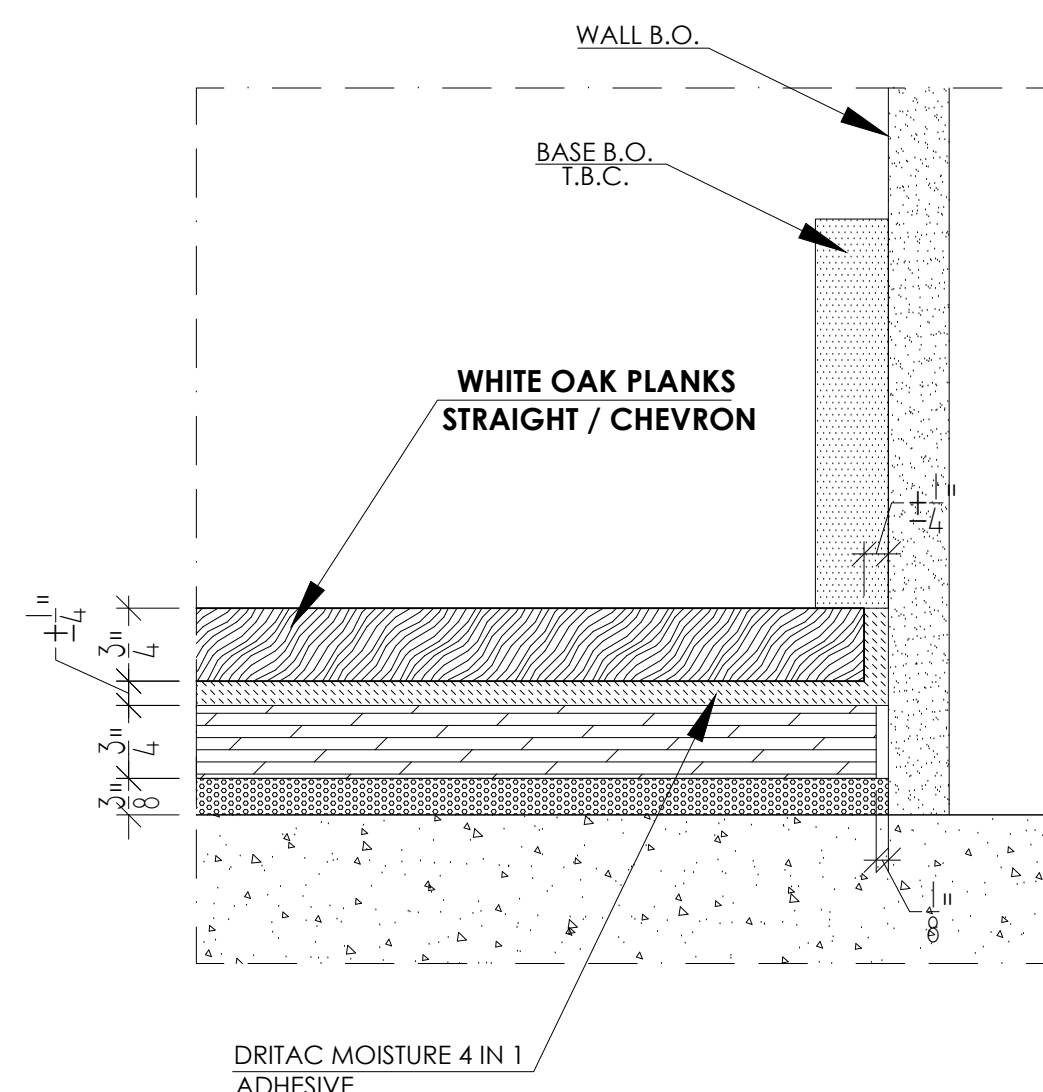 WALL B.O.
BASE B.O.
T.B.C.
WHITE OAK PLANKS
STRAIGHT / CHEVRON
±1/4"
±1/4"
3/4"
3/4"
3/8"
1/8"
DRITAC MOISTURE 4 IN 1
ADHESIVE